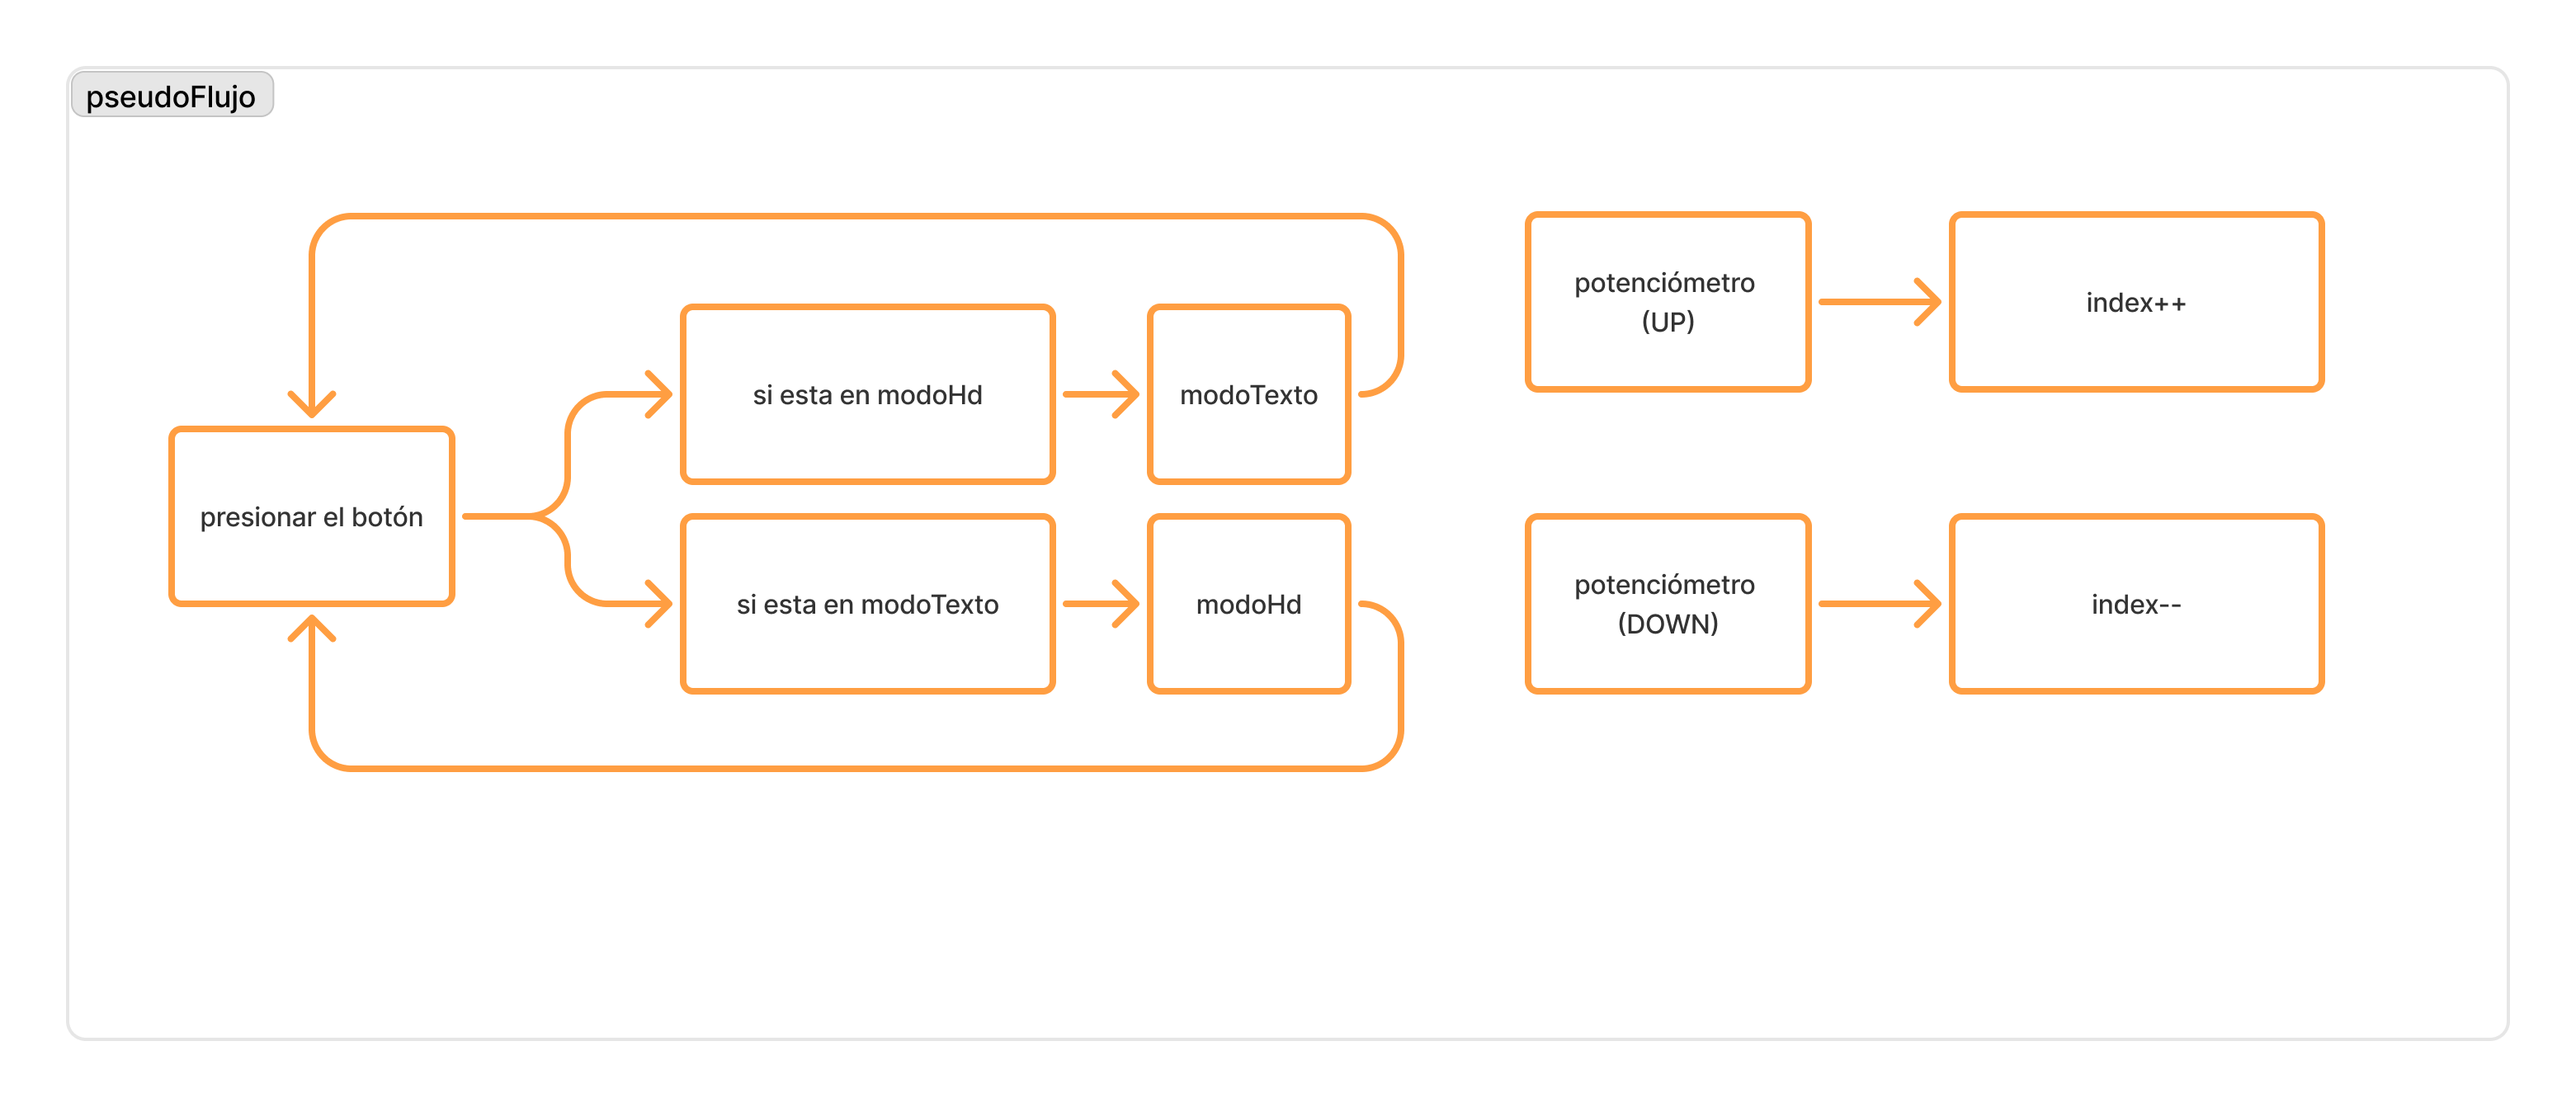 pseudoFlujo
presionar el botón
si esta en modoHd
modoTexto
si esta en modoTexto
modoHd
potenciómetro
(UP)
index++
potenciómetro
(DOWN)
index--